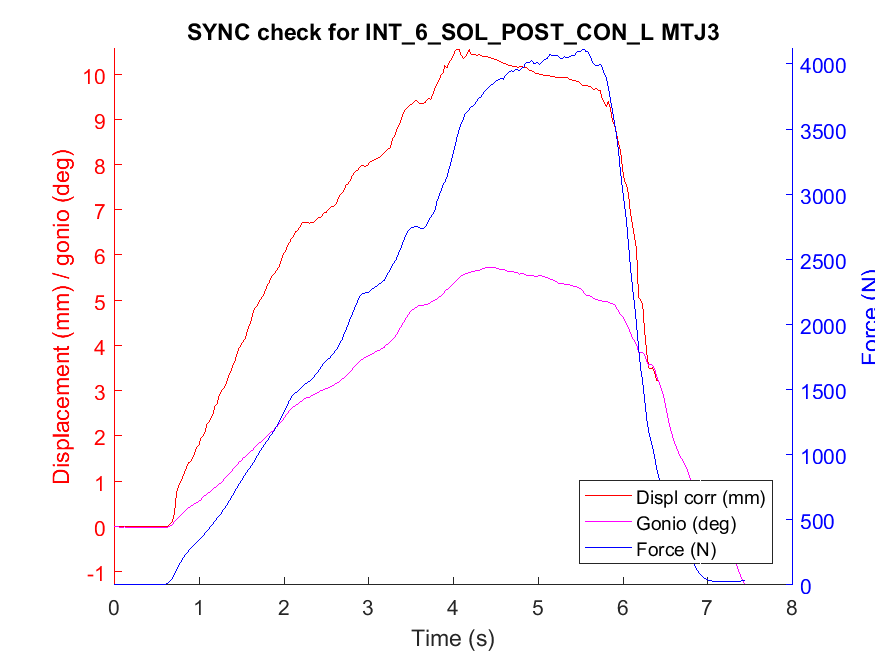 SYNC check for INT_6_SOL_POST_CON_L MTJ3
Displacement (mm) / gonio (deg)
10
9
8
7
6
5
4
3
2
1
0
-1
4000
3500
3000
2500
2000
1500
1000
500
0
Force (N)
Displ corr (mm)
Gonio (deg)
Force (N)
0 1 2 3 4 5 6 7 8
Time (s)